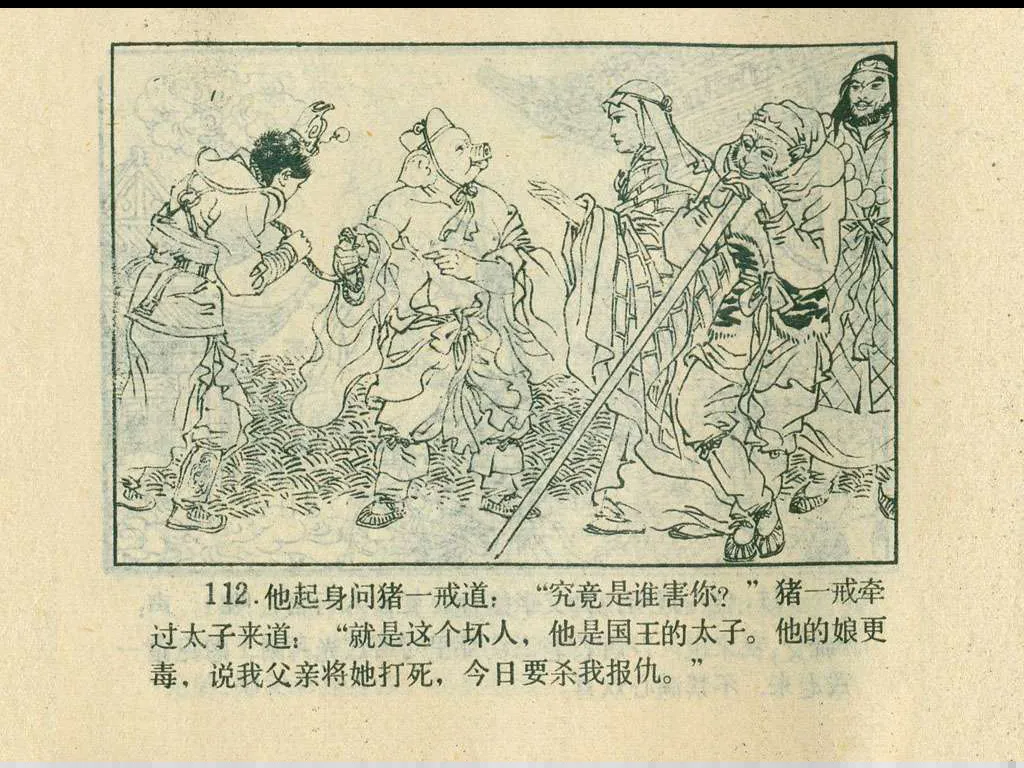 112.他起身问猪一戒道：“究竟是谁害你？”猪一戒牵
过太子来道：“就是这个坏人，他是国王的太子。他的娘更
毒，说我父亲将她打死，今日要杀我报仇。”